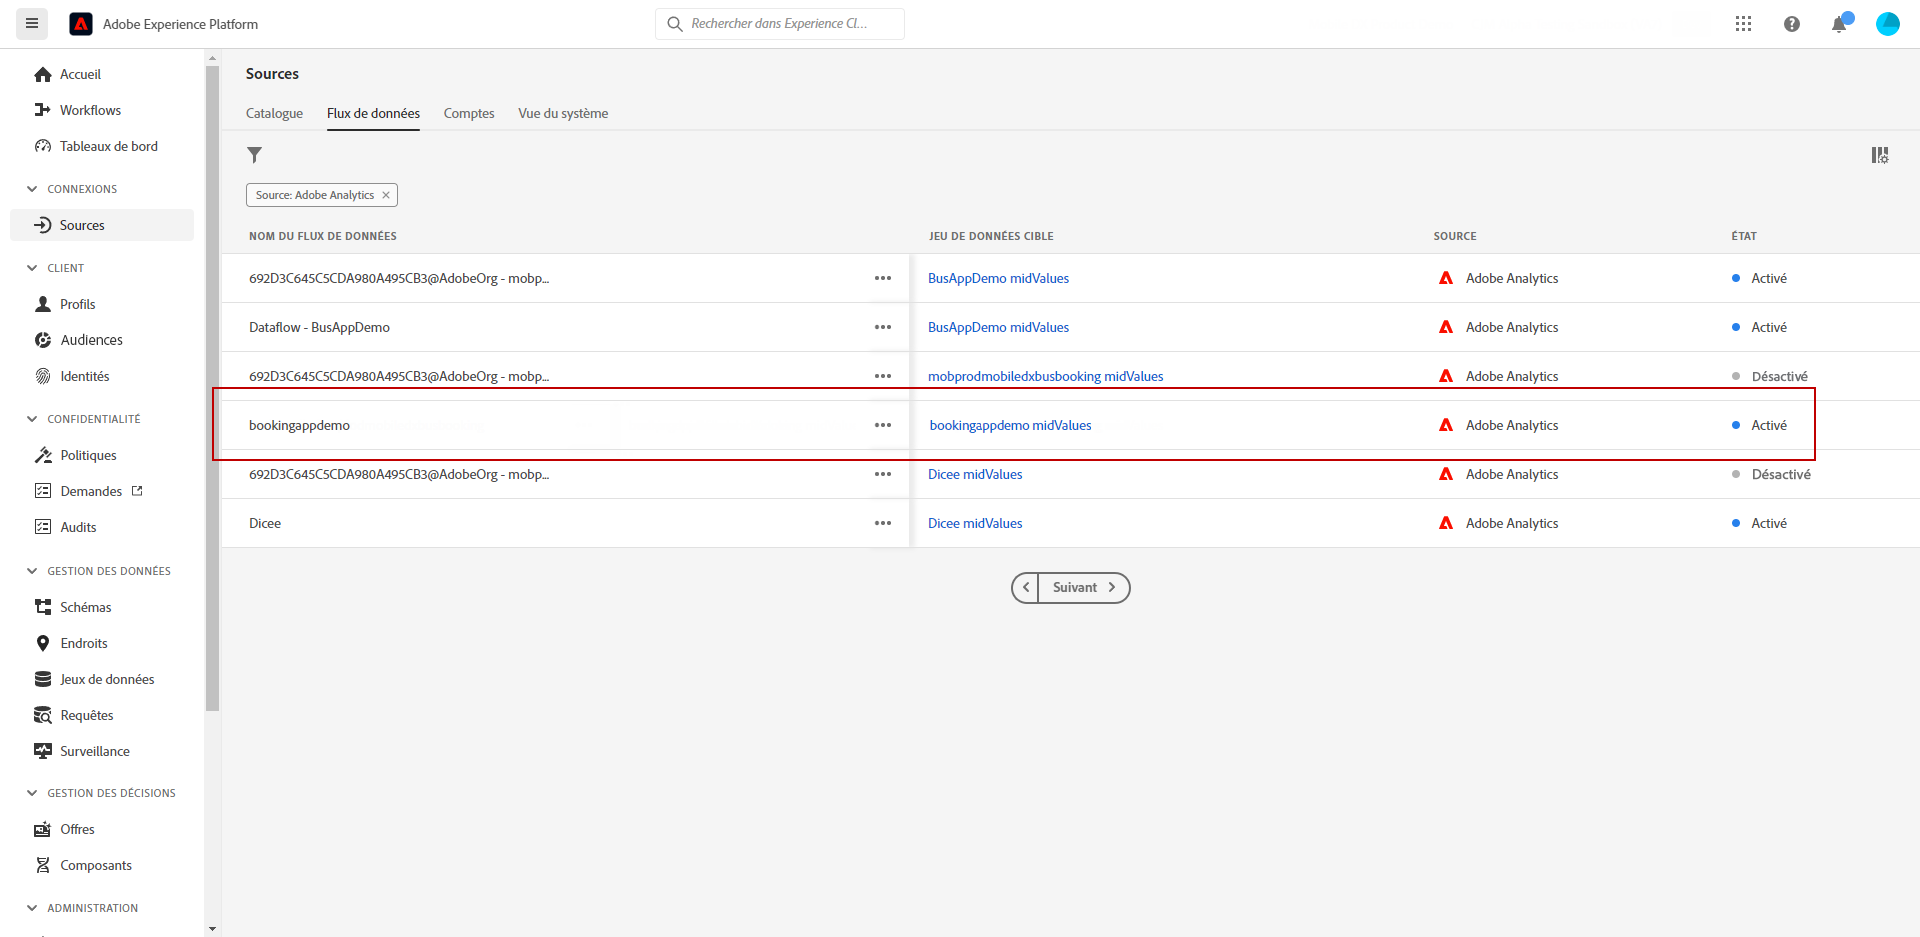 Adobe Experience Platform
Rechercher dans Experience Cl...
Accueil
Workflows
Tableaux de bord
CONNEXIONS
Sources
CLIENT
Profils
Audiences
Identités
CONFIDENTIALITÉ
Politiques
Demandes
Audits
GESTION DES DONNÉES
Schémas
Endroits
Jeux de données
Requêtes
Surveillance
GESTION DES DÉCISIONS
Offres
Composants
ADMINISTRATION
Sources
Catalogue Flux de données Comptes Vue du système
Source: Adobe Analytics
NOM DU FLUX DE DONNÉES JEU DE DONNÉES CIBLE SOURCE ÉTAT
692D3C645C5CDA980A495CB3@AdobeOrg - mobp... BusAppDemo midValues Adobe Analytics Activé
Dataflow - BusAppDemo BusAppDemo midValues Adobe Analytics Activé
692D3C645C5CDA980A495CB3@AdobeOrg - mobp... mobprodmobiledxbusbooking midValues Adobe Analytics Désactivé
bookingappdemo bookingappdemo midValues Adobe Analytics Activé
692D3C645C5CDA980A495CB3@AdobeOrg - mobp... Dicee midValues Adobe Analytics Désactivé
Dicee Dicee midValues Adobe Analytics Activé
Suivant